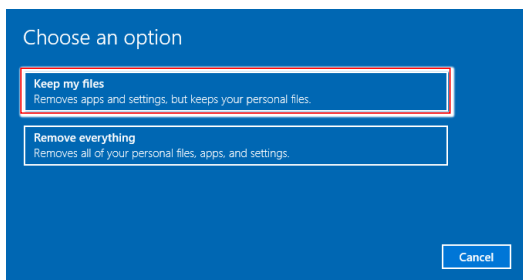 Choose an option
Keep my files
Removes apps and settings, but keeps your personal files.
Remove everything
Removes all of your personal files, apps, and settings.
Cancel